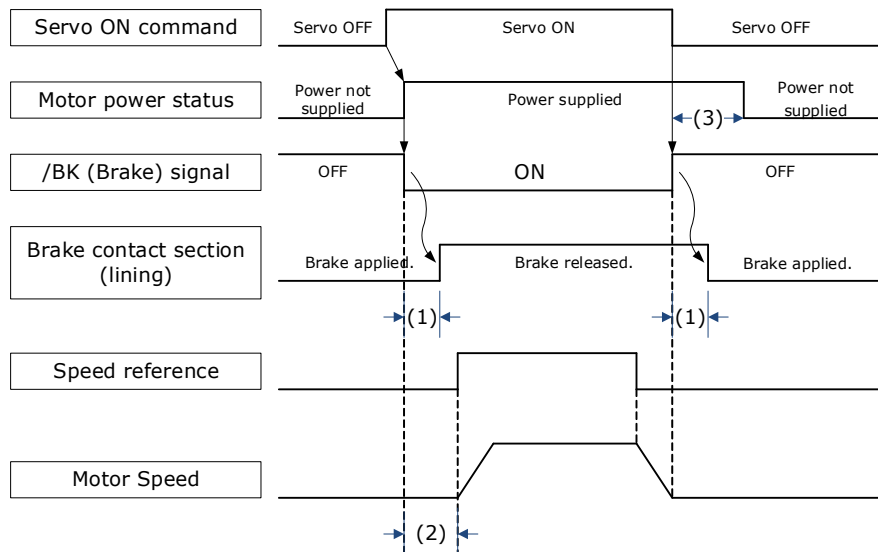 Servo ON command
Servo OFF
Servo ON
Servo OFF
Motor power status
Power not
supplied
Power supplied
Power not
supplied
(3)
/BK (Brake) signal
OFF
ON
OFF
Brake contact section
(lining)
Brake applied.
Brake released.
Brake applied.
(1)
(1)
Speed reference
Motor Speed
(2)